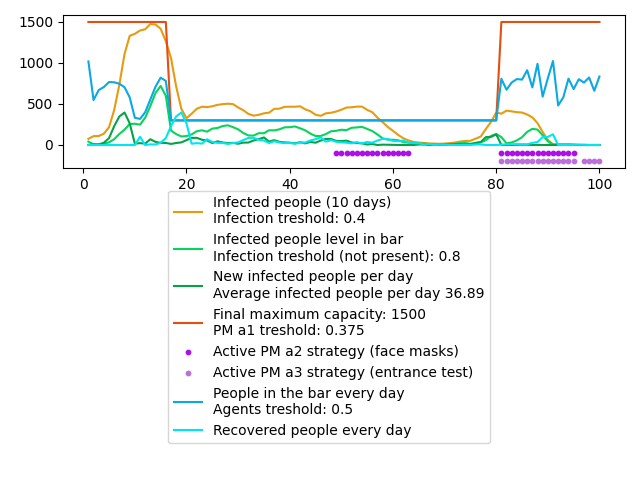 1500
1000
500
0
0 20 40 60 80 100
Infected people (10 days)
Infection treshold: 0.4
Infected people level in bar
Infection treshold (not present): 0.8
New infected people per day
Average infected people per day 36.89
Final maximum capacity: 1500
PM a1 treshold: 0.375
Active PM a2 strategy (face masks)
Active PM a3 strategy (entrance test)
People in the bar every day
Agents treshold: 0.5
Recovered people every day